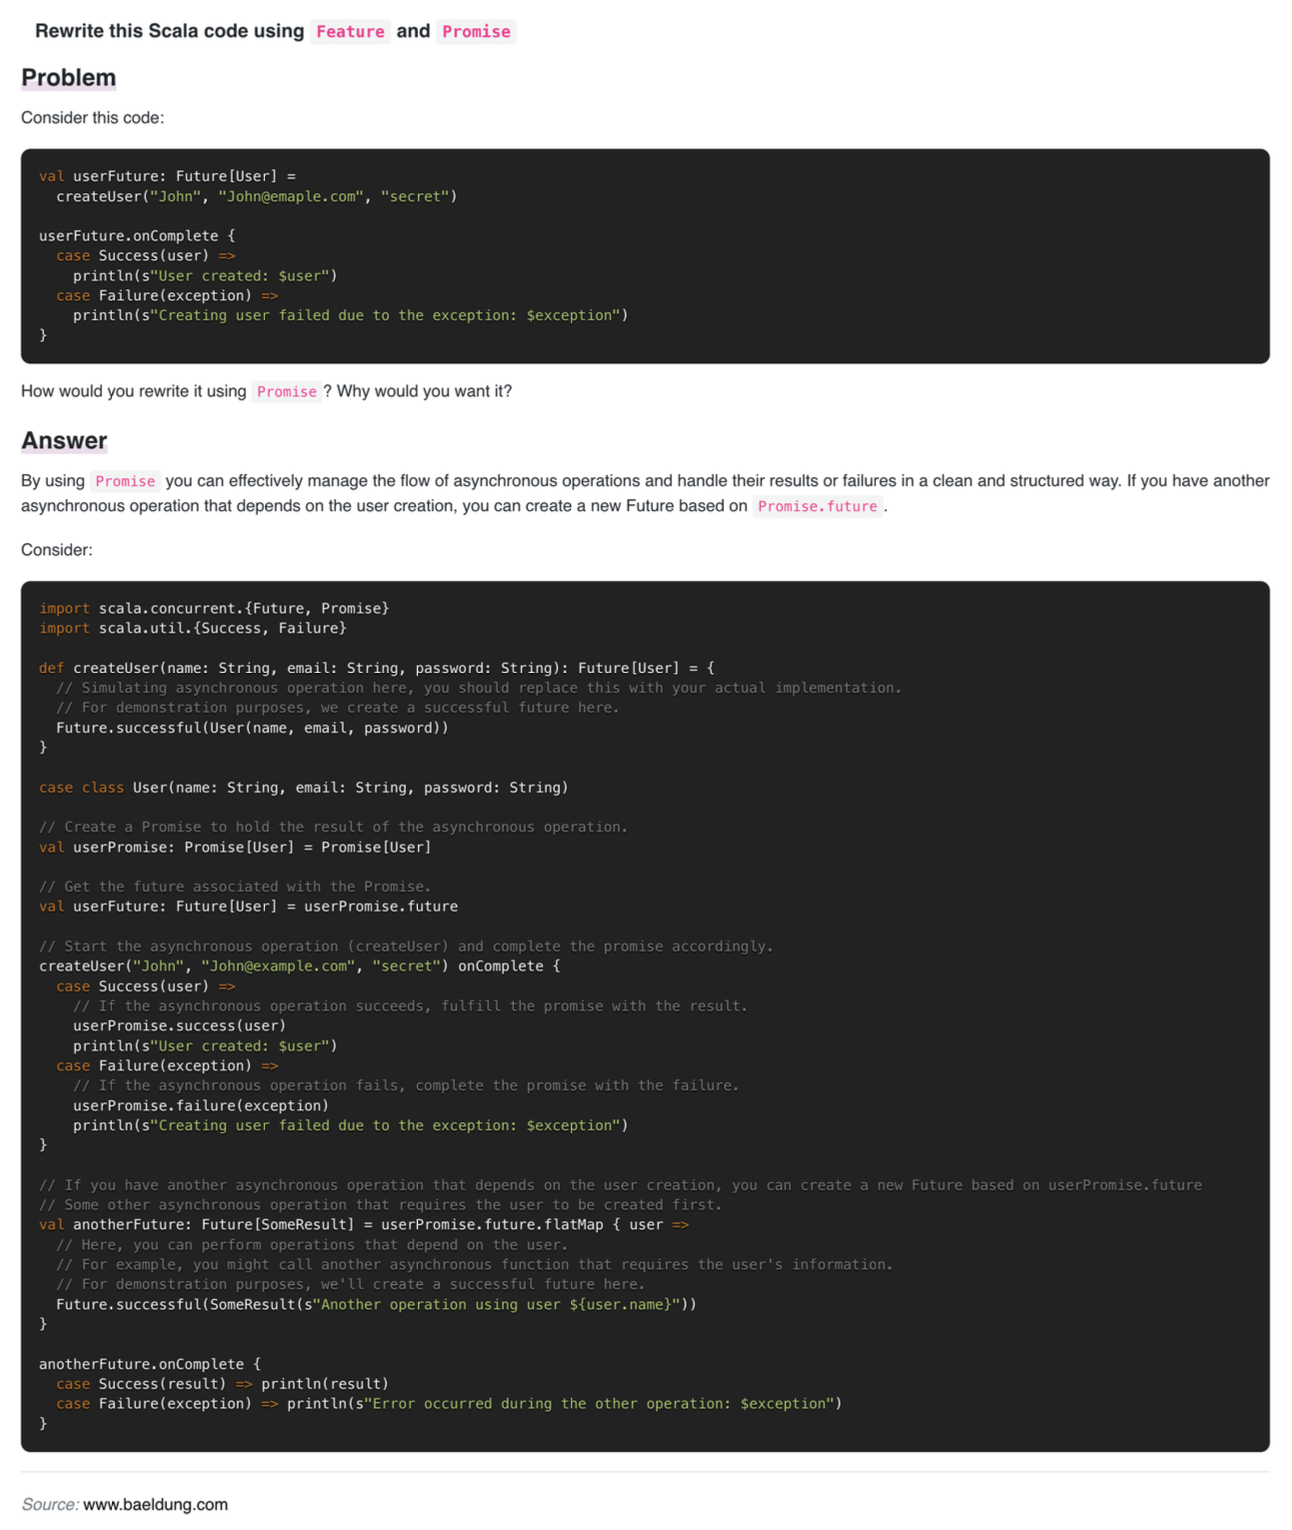 Rewrite this Scala code using Feature and Promise
Problem
Consider this code:
val userFuture: Future[User] =
  createUser("John", "John@emaple.com", "secret")

userFuture.onComplete {
  case Success(user) =>
    println(s"User created: $user")
  case Failure(exception) =>
    println(s"Creating user failed due to the exception: $exception")
}
How would you rewrite it using Promise ? Why would you want it?
Answer
By using Promise you can effectively manage the flow of asynchronous operations and handle their results or failures in a clean and structured way. If you have another
asynchronous operation that depends on the user creation, you can create a new Future based on Promise.future .
Consider:
import scala.concurrent.{Future, Promise}
import scala.util.{Success, Failure}

def createUser(name: String, email: String, password: String): Future[User] = {
  // Simulating asynchronous operation here, you should replace this with your actual implementation.
  // For demonstration purposes, we create a successful future here.
  Future.successful(User(name, email, password))
}

case class User(name: String, email: String, password: String)

// Create a Promise to hold the result of the asynchronous operation.
val userPromise: Promise[User] = Promise[User]

// Get the future associated with the Promise.
val userFuture: Future[User] = userPromise.future

// Start the asynchronous operation (createUser) and complete the promise accordingly.
createUser("John", "John@example.com", "secret") onComplete {
  case Success(user) =>
    // If the asynchronous operation succeeds, fulfill the promise with the result.
    userPromise.success(user)
    println(s"User created: $user")
  case Failure(exception) =>
    // If the asynchronous operation fails, complete the promise with the failure.
    userPromise.failure(exception)
    println(s"Creating user failed due to the exception: $exception")
}

// If you have another asynchronous operation that depends on the user creation, you can create a new Future based on userPromise.future
// Some other asynchronous operation that requires the user to be created first.
val anotherFuture: Future[SomeResult] = userPromise.future.flatMap { user =>
  // Here, you can perform operations that depend on the user.
  // For example, you might call another asynchronous function that requires the user's information.
  // For demonstration purposes, we'll create a successful future here.
  Future.successful(SomeResult(s"Another operation using user ${user.name}"))
}

anotherFuture.onComplete {
  case Success(result) => println(result)
  case Failure(exception) => println(s"Error occurred during the other operation: $exception")
}
Source: www.baeldung.com